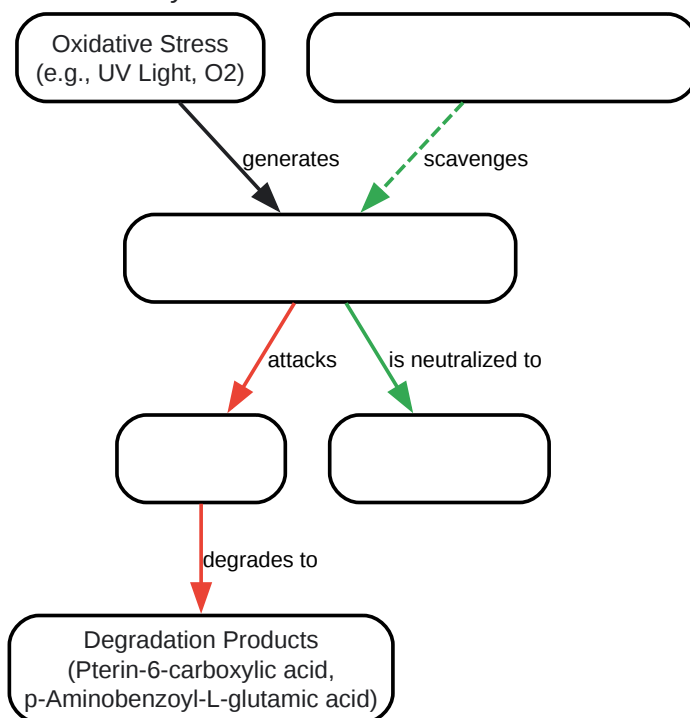 Oxidative Stress
(e.g., UV Light, O2)
generates
scavenges
attacks
is neutralized to
degrades to
Degradation Products
(Pterin-6-carboxylic acid,
p-Aminobenzoyl-L-glutamic acid)